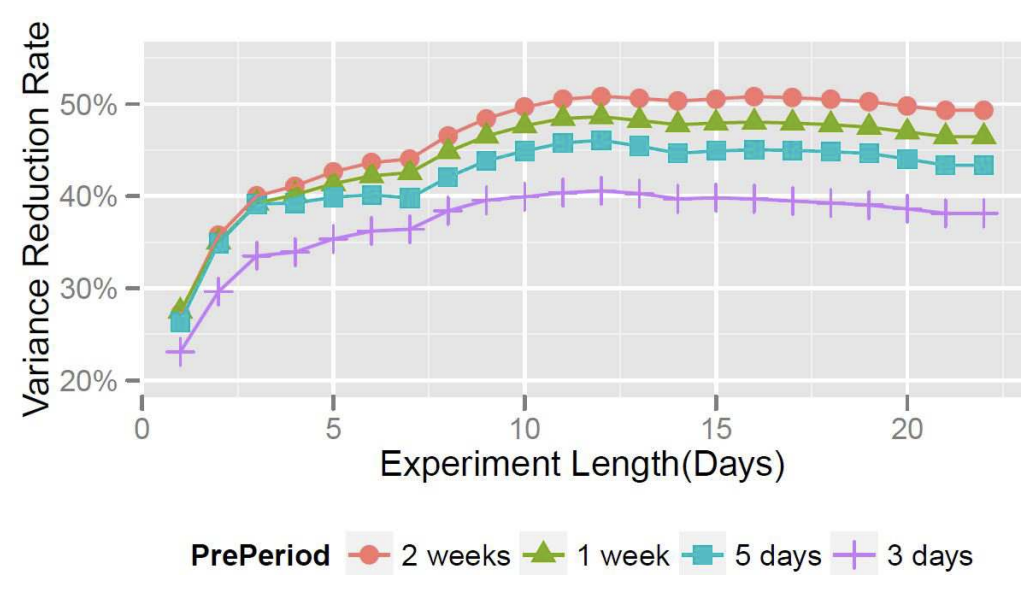 Variance Reduction Rate
50%
40%
30%
20%
0 5 10 15 20
Experiment Length(Days)
PrePeriod 2 weeks 1 week 5 days 3 days